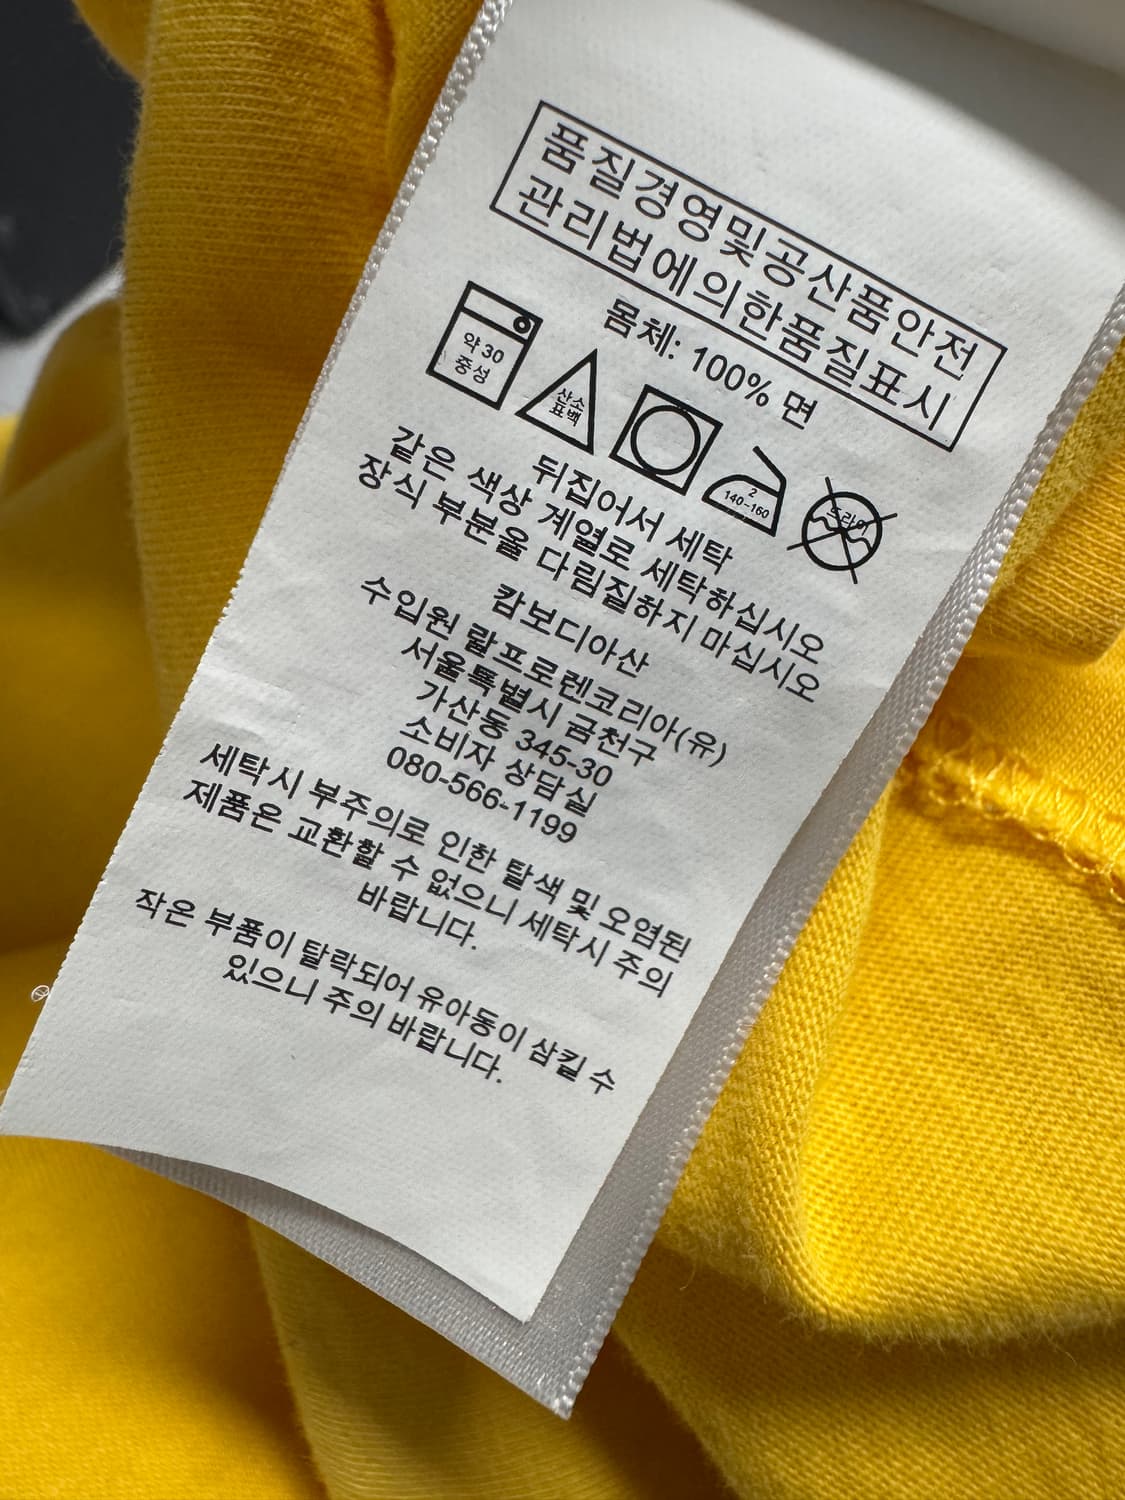 품질경영및공산품안전
관리법에의한품질표시
몸체: 100% 면
약 30
중성
산소
표백
2
140~160
드라이
뒤집어서 세탁
같은 색상 계열로 세탁하십시오
장식 부분을 다림질하지 마십시오
캄보디아산
수입원 랄프로렌코리아(유)
서울특별시 금천구
가산동 345-30
소비자 상담실
080-566-1199
세탁시 부주의로 인한 탈색 및 오염된
제품은 교환할 수 없으니 세탁시 주의
바랍니다.
작은 부품이 탈락되어 유아동이 삼킬 수
있으니 주의 바랍니다.